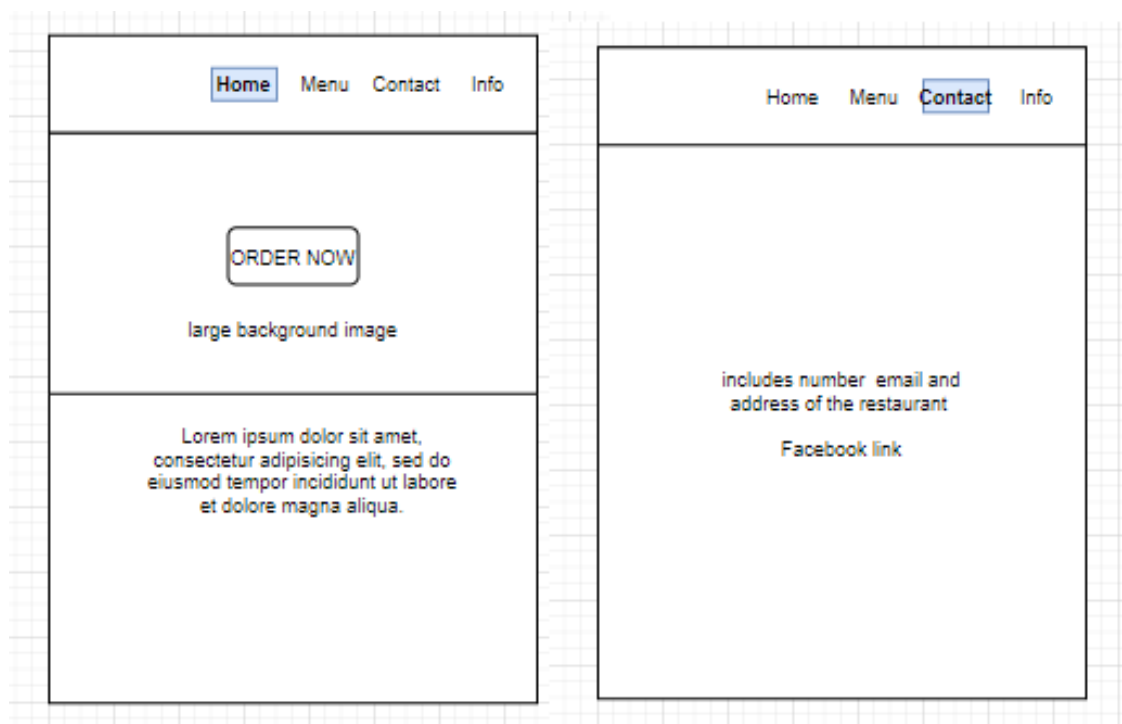 Home Menu Contact Info
ORDER NOW
large background image
Lorem ipsum dolor sit amet,
consectetur adipisicing elit, sed do
eiusmod tempor incididunt ut labore
et dolore magna aliqua.
Home Menu Contact Info
includes number email and
address of the restaurant
Facebook link